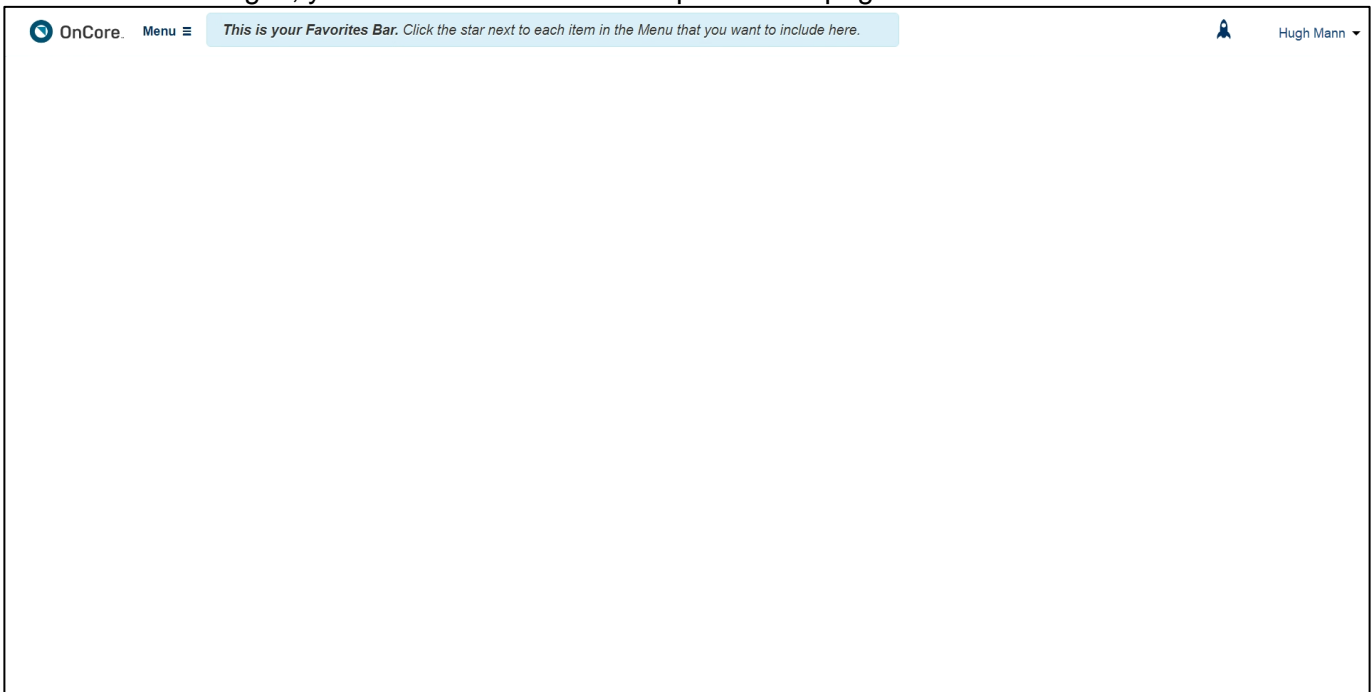 OnCore
Menu ≡ This is your Favorites Bar. Click the star next to each item in the Menu that you want to include here. Hugh Mann